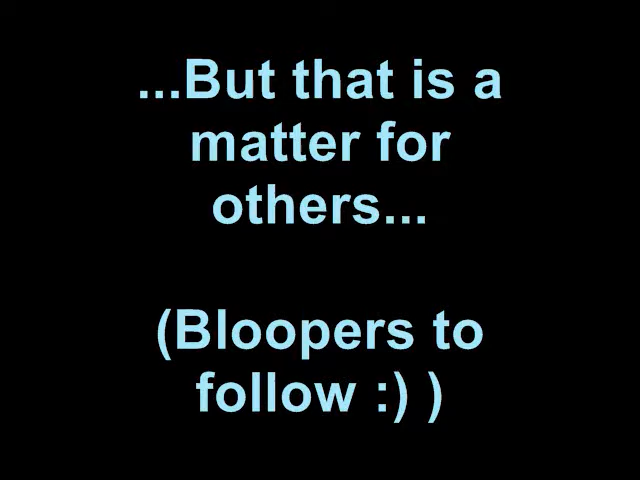 ...But that is a
matter for
others...
(Bloopers to
follow :) )